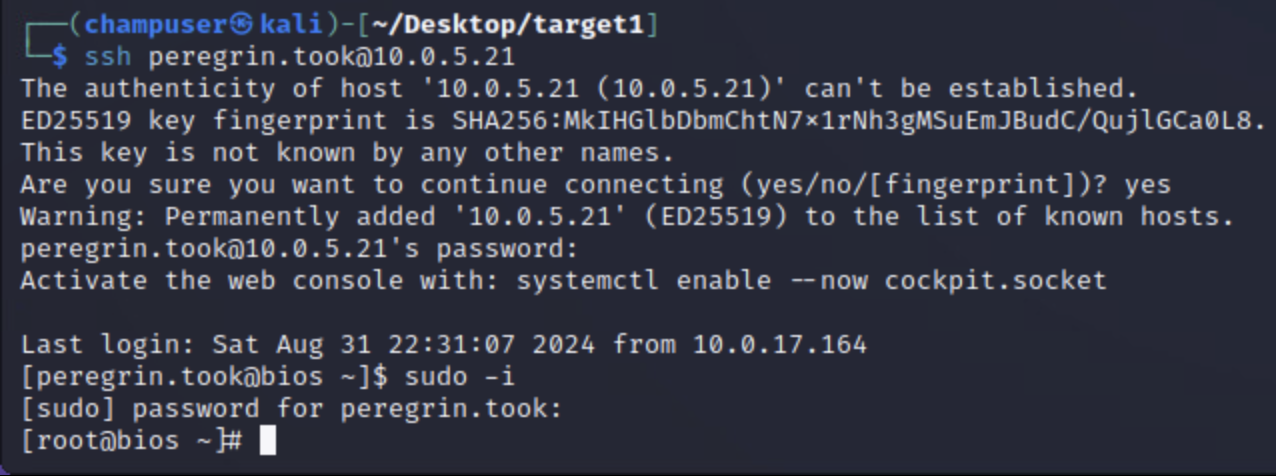 ┌──(champuser㉿kali)-[~/Desktop/target1]
└─$ ssh peregrin.took@10.0.5.21
The authenticity of host '10.0.5.21 (10.0.5.21)' can't be established.
ED25519 key fingerprint is SHA256:MkIHGlbDbmChtN7×1rNh3gMSuEmJBudC/QujlGCa0L8.
This key is not known by any other names.
Are you sure you want to continue connecting (yes/no/[fingerprint])? yes
Warning: Permanently added '10.0.5.21' (ED25519) to the list of known hosts.
peregrin.took@10.0.5.21's password:
Activate the web console with: systemctl enable --now cockpit.socket
Last login: Sat Aug 31 22:31:07 2024 from 10.0.17.164
[peregrin.took@bios ~]$ sudo -i
[sudo] password for peregrin.took:
[root@bios ~]#